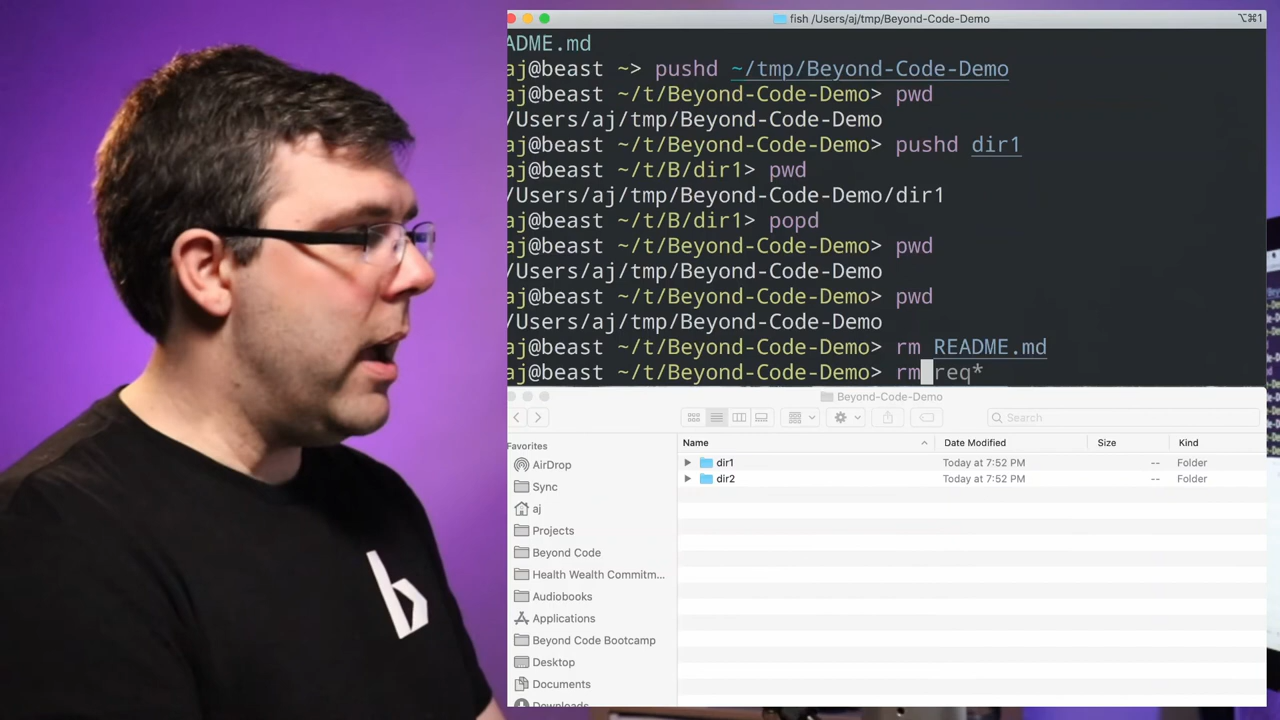 fish /Users/aj/tmp/Beyond-Code-Demo
⌥⌘1
ADME.md
aj@beast ~> pushd ~/tmp/Beyond-Code-Demo
aj@beast ~/t/Beyond-Code-Demo> pwd
/Users/aj/tmp/Beyond-Code-Demo
aj@beast ~/t/Beyond-Code-Demo> pushd dir1
aj@beast ~/t/B/dir1> pwd
/Users/aj/tmp/Beyond-Code-Demo/dir1
aj@beast ~/t/B/dir1> popd
aj@beast ~/t/Beyond-Code-Demo> pwd
/Users/aj/tmp/Beyond-Code-Demo
aj@beast ~/t/Beyond-Code-Demo> pwd
/Users/aj/tmp/Beyond-Code-Demo
aj@beast ~/t/Beyond-Code-Demo> rm README.md
aj@beast ~/t/Beyond-Code-Demo> rm req*
Beyond-Code-Demo
Search
Favorites
AirDrop
Sync
aj
Projects
Beyond Code
Health Wealth Commitm...
Audiobooks
Applications
Beyond Code Bootcamp
Desktop
Documents
Downloads
Name Date Modified Size Kind
dir1 Today at 7:52 PM -- Folder
dir2 Today at 7:52 PM -- Folder
b